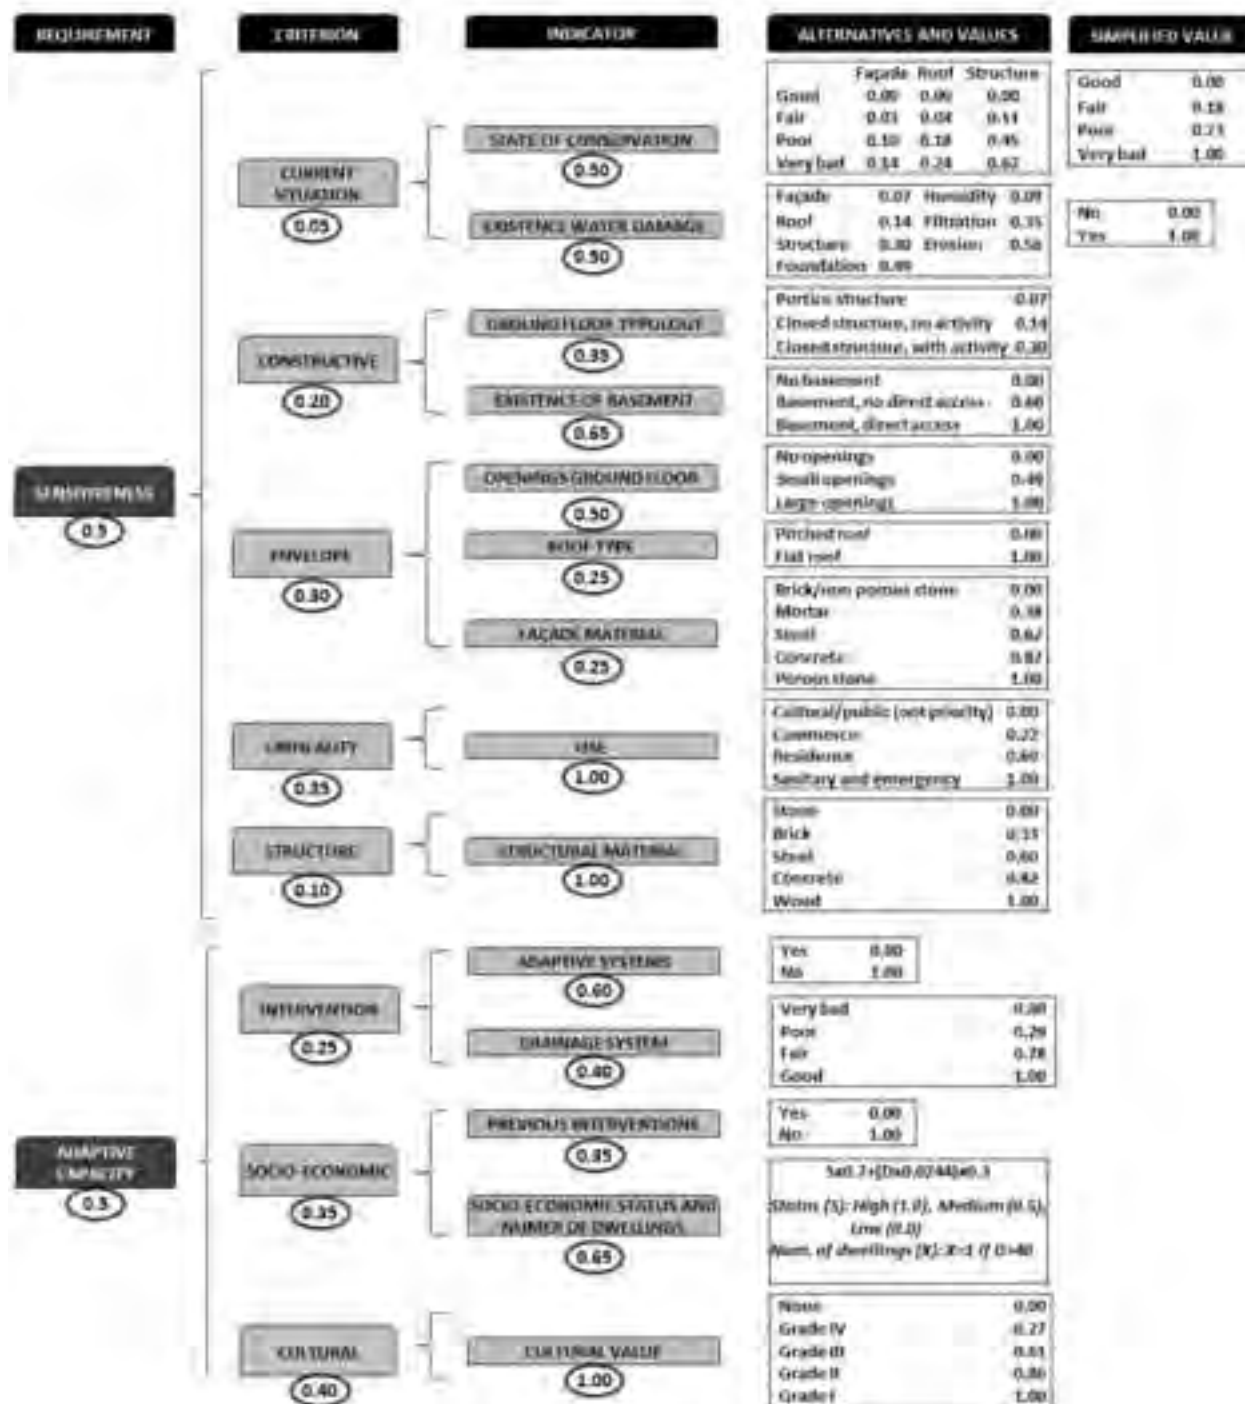 REQUIREMENT
CRITERION
INDICATOR
ALTERNATIVES AND VALUES
SIMPLIFIED VALUE
SENSITIVENESS
0.5
CURRENT
SITUATION
0.05
STATE OF CONSERVATION
0.50
Façade Roof Structure
Good 0.00 0.00 0.00
Fair 0.03 0.04
Poor 0.10 0.18 0.45
Very bad 0.14 0.24 0.62
Good 0.00
Fair 0.18
Poor
Very bad 1.00
EXISTENCE WATER DAMAGE
0.50
Façade 0.07 Humidity 0.09
Roof 0.14 Filtration 0.35
Structure 0.30 Erosion 0.56
Foundation 0.49
No 0.00
Yes 1.00
CONSTRUCTIVE
0.20
GROUND FLOOR TYPOLOGY
0.35
Portico structure 0.07
Closed structure, no activity 0.14
Closed structure, with activity 0.30
EXISTENCE OF BASEMENT
0.65
No basement 0.00
Basement, no direct access 0.60
Basement, direct access 1.00
ENVELOPE
0.30
OPENINGS GROUND FLOOR
0.50
No openings 0.00
Small openings
Large openings 1.00
ROOF TYPE
0.25
Pitched roof 0.00
Flat roof 1.00
FAÇADE MATERIAL
0.25
Brick/non porous stone 0.00
Mortar 0.38
Steel 0.62
Concrete
Porous stone 1.00
0.35
USE
1.00
Cultural/public (not priority) 0.00
Commerce 0.22
Residence 0.60
Sanitary and emergency 1.00
STRUCTURE
0.10
STRUCTURAL MATERIAL
1.00
Stone 0.00
Brick
Steel 0.60
Concrete 0.82
Wood 1.00
ADAPTIVE
CAPACITY
0.5
INTERVENTION
0.25
ADAPTIVE SYSTEMS
0.60
Yes 0.00
No 1.00
DRAINAGE SYSTEM
0.40
Very bad 0.00
Poor 0.29
Fair 0.78
Good 1.00
SOCIO-ECONOMIC
0.35
PREVIOUS INTERVENTIONS
0.35
Yes 0.00
No 1.00
SOCIO-ECONOMIC STATUS AND
NUMER OF DWELLINGS
0.65
Sx0.7+(Dx0.0244)x0.3
Status (S): High (1.0), Medium (0.5),
Low (0.0)
Num. of dwellings (X): X=1 if D>40
CULTURAL
0.40
CULTURAL VALUE
1.00
None 0.00
Grade IV 0.27
Grade III
Grade II 0.86
Grade I 1.00